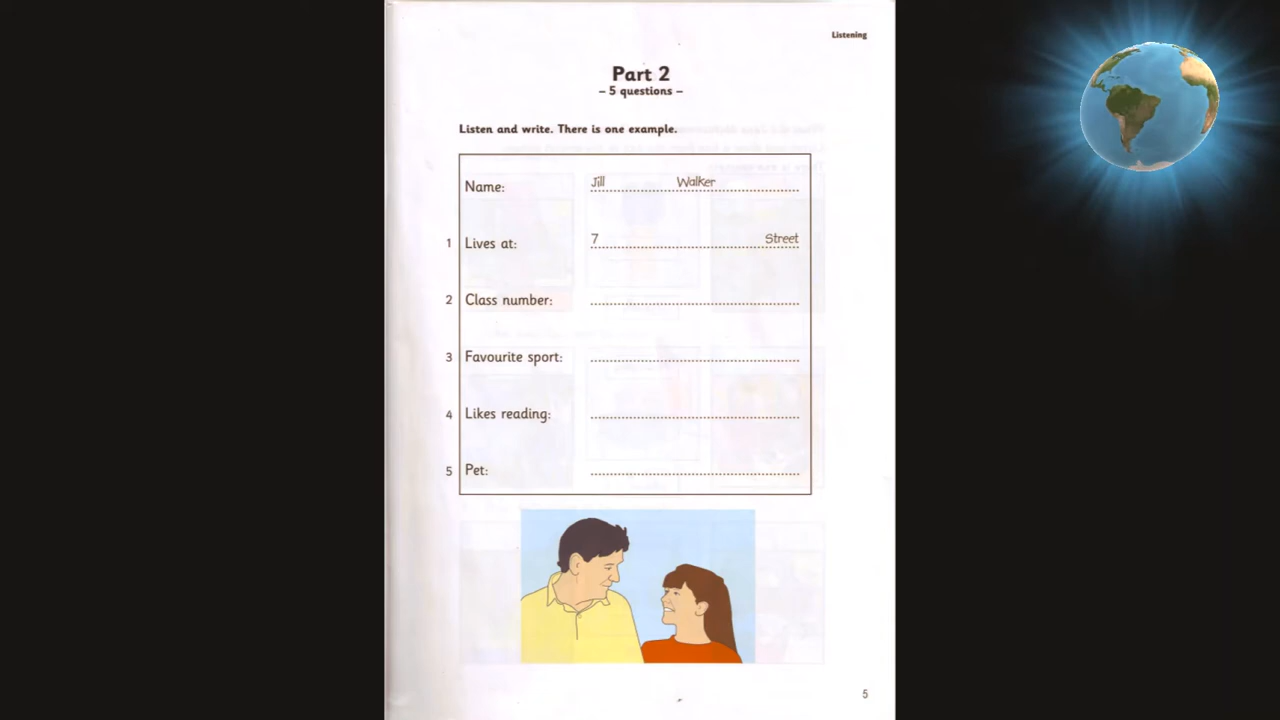 Listening
Part 2
– 5 questions –
Listen and write. There is one example.
Name: Jill Walker
1 Lives at: 7 Street
2 Class number:
3 Favourite sport:
4 Likes reading:
5 Pet:
5